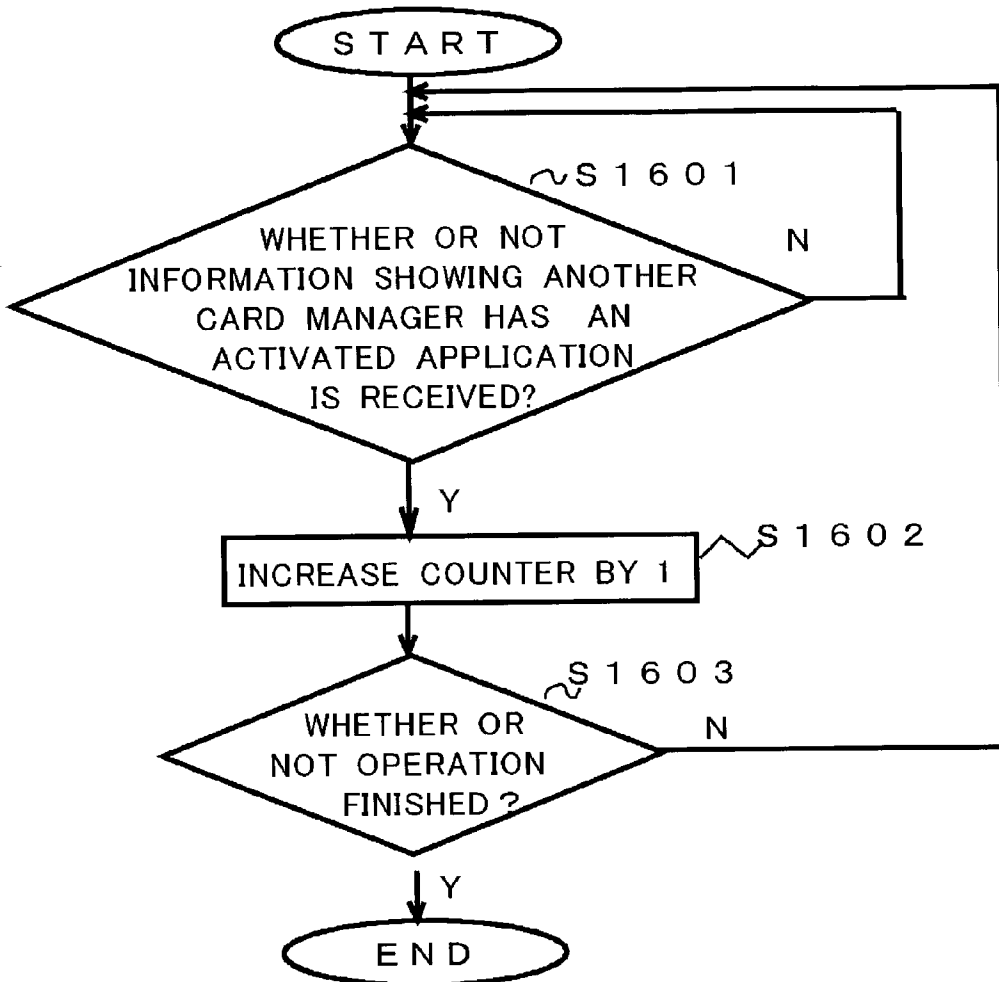 START
S1601
WHETHER OR NOT
INFORMATION SHOWING ANOTHER
CARD MANAGER HAS AN
ACTIVATED APPLICATION
IS RECEIVED?
N
Y
S1602
INCREASE COUNTER BY 1
S1603
WHETHER OR
NOT OPERATION
FINISHED?
N
Y
END